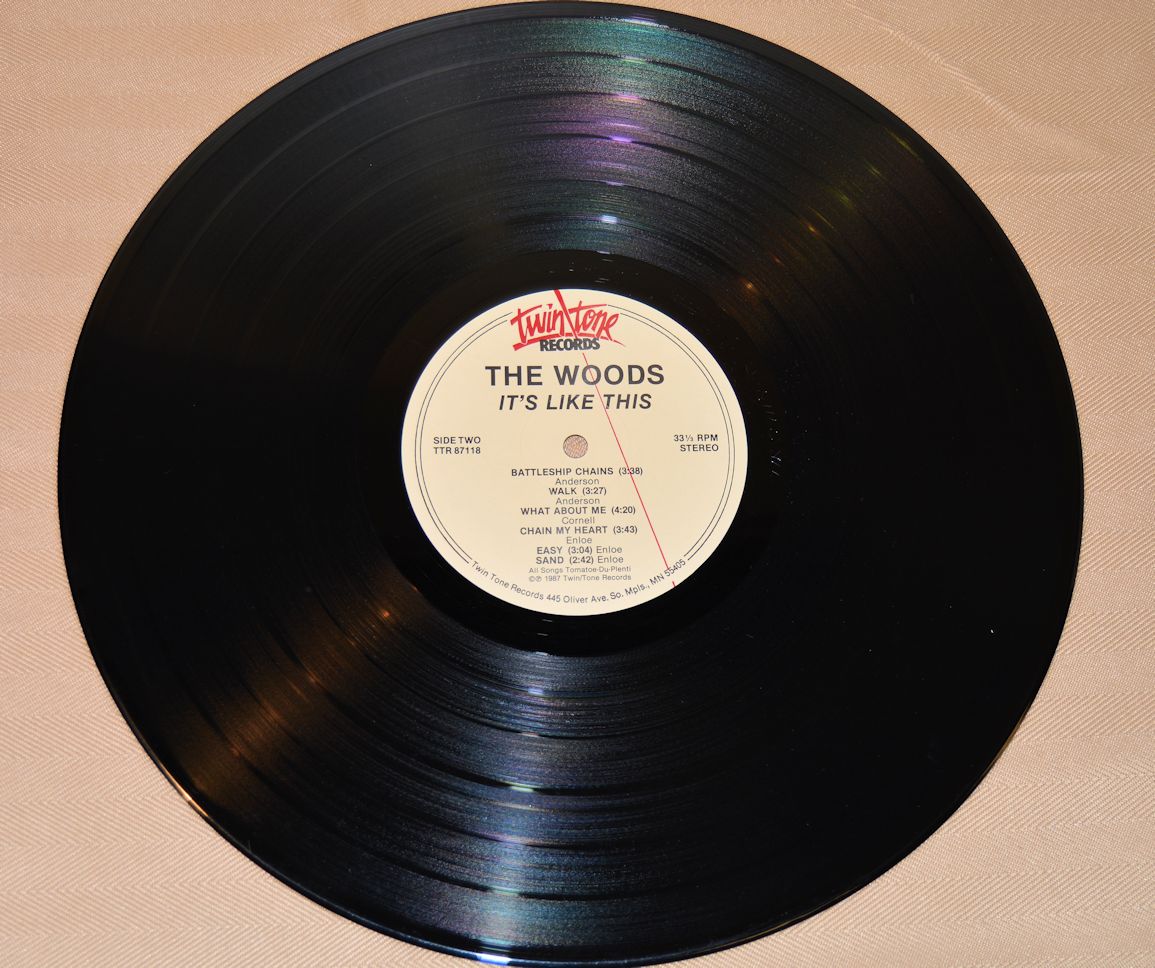 twin\tone
RECORDS
THE WOODS
IT'S LIKE THIS
SIDE TWO
TTR 87118
33⅓ RPM
STEREO
BATTLESHIP CHAINS (3:38)
Anderson
WALK (3:27)
Anderson
WHAT ABOUT ME (4:20)
Cornell
CHAIN MY HEART (3:43)
Enloe
EASY (3:04) Enloe
SAND (2:42) Enloe
All Songs Tomatoe-Du-Plenti
©℗ 1987 Twin/Tone Records
Twin Tone Records 445 Oliver Ave. So. Mpls., MN 55405